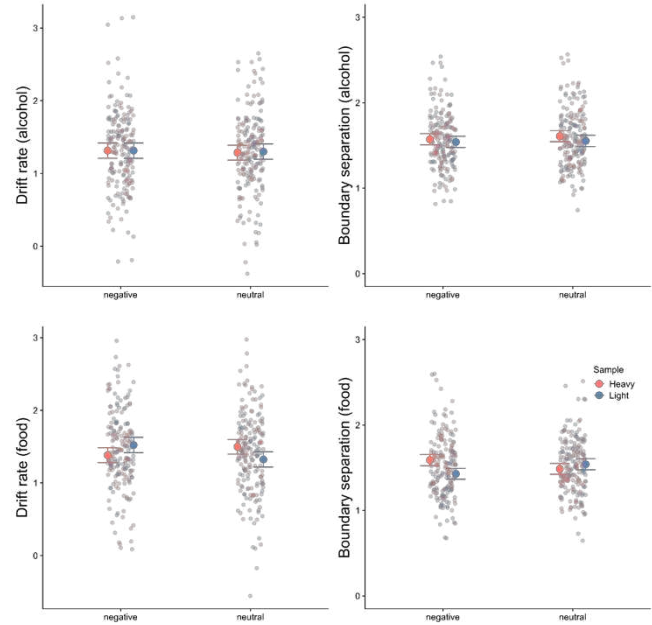 Drift rate (alcohol)
3
2
1
0
negative
neutral
Boundary separation (alcohol)
3
2
1
0
negative
neutral
Drift rate (food)
3
2
1
0
negative
neutral
Boundary separation (food)
3
2
1
0
negative
neutral
Sample
Heavy
Light